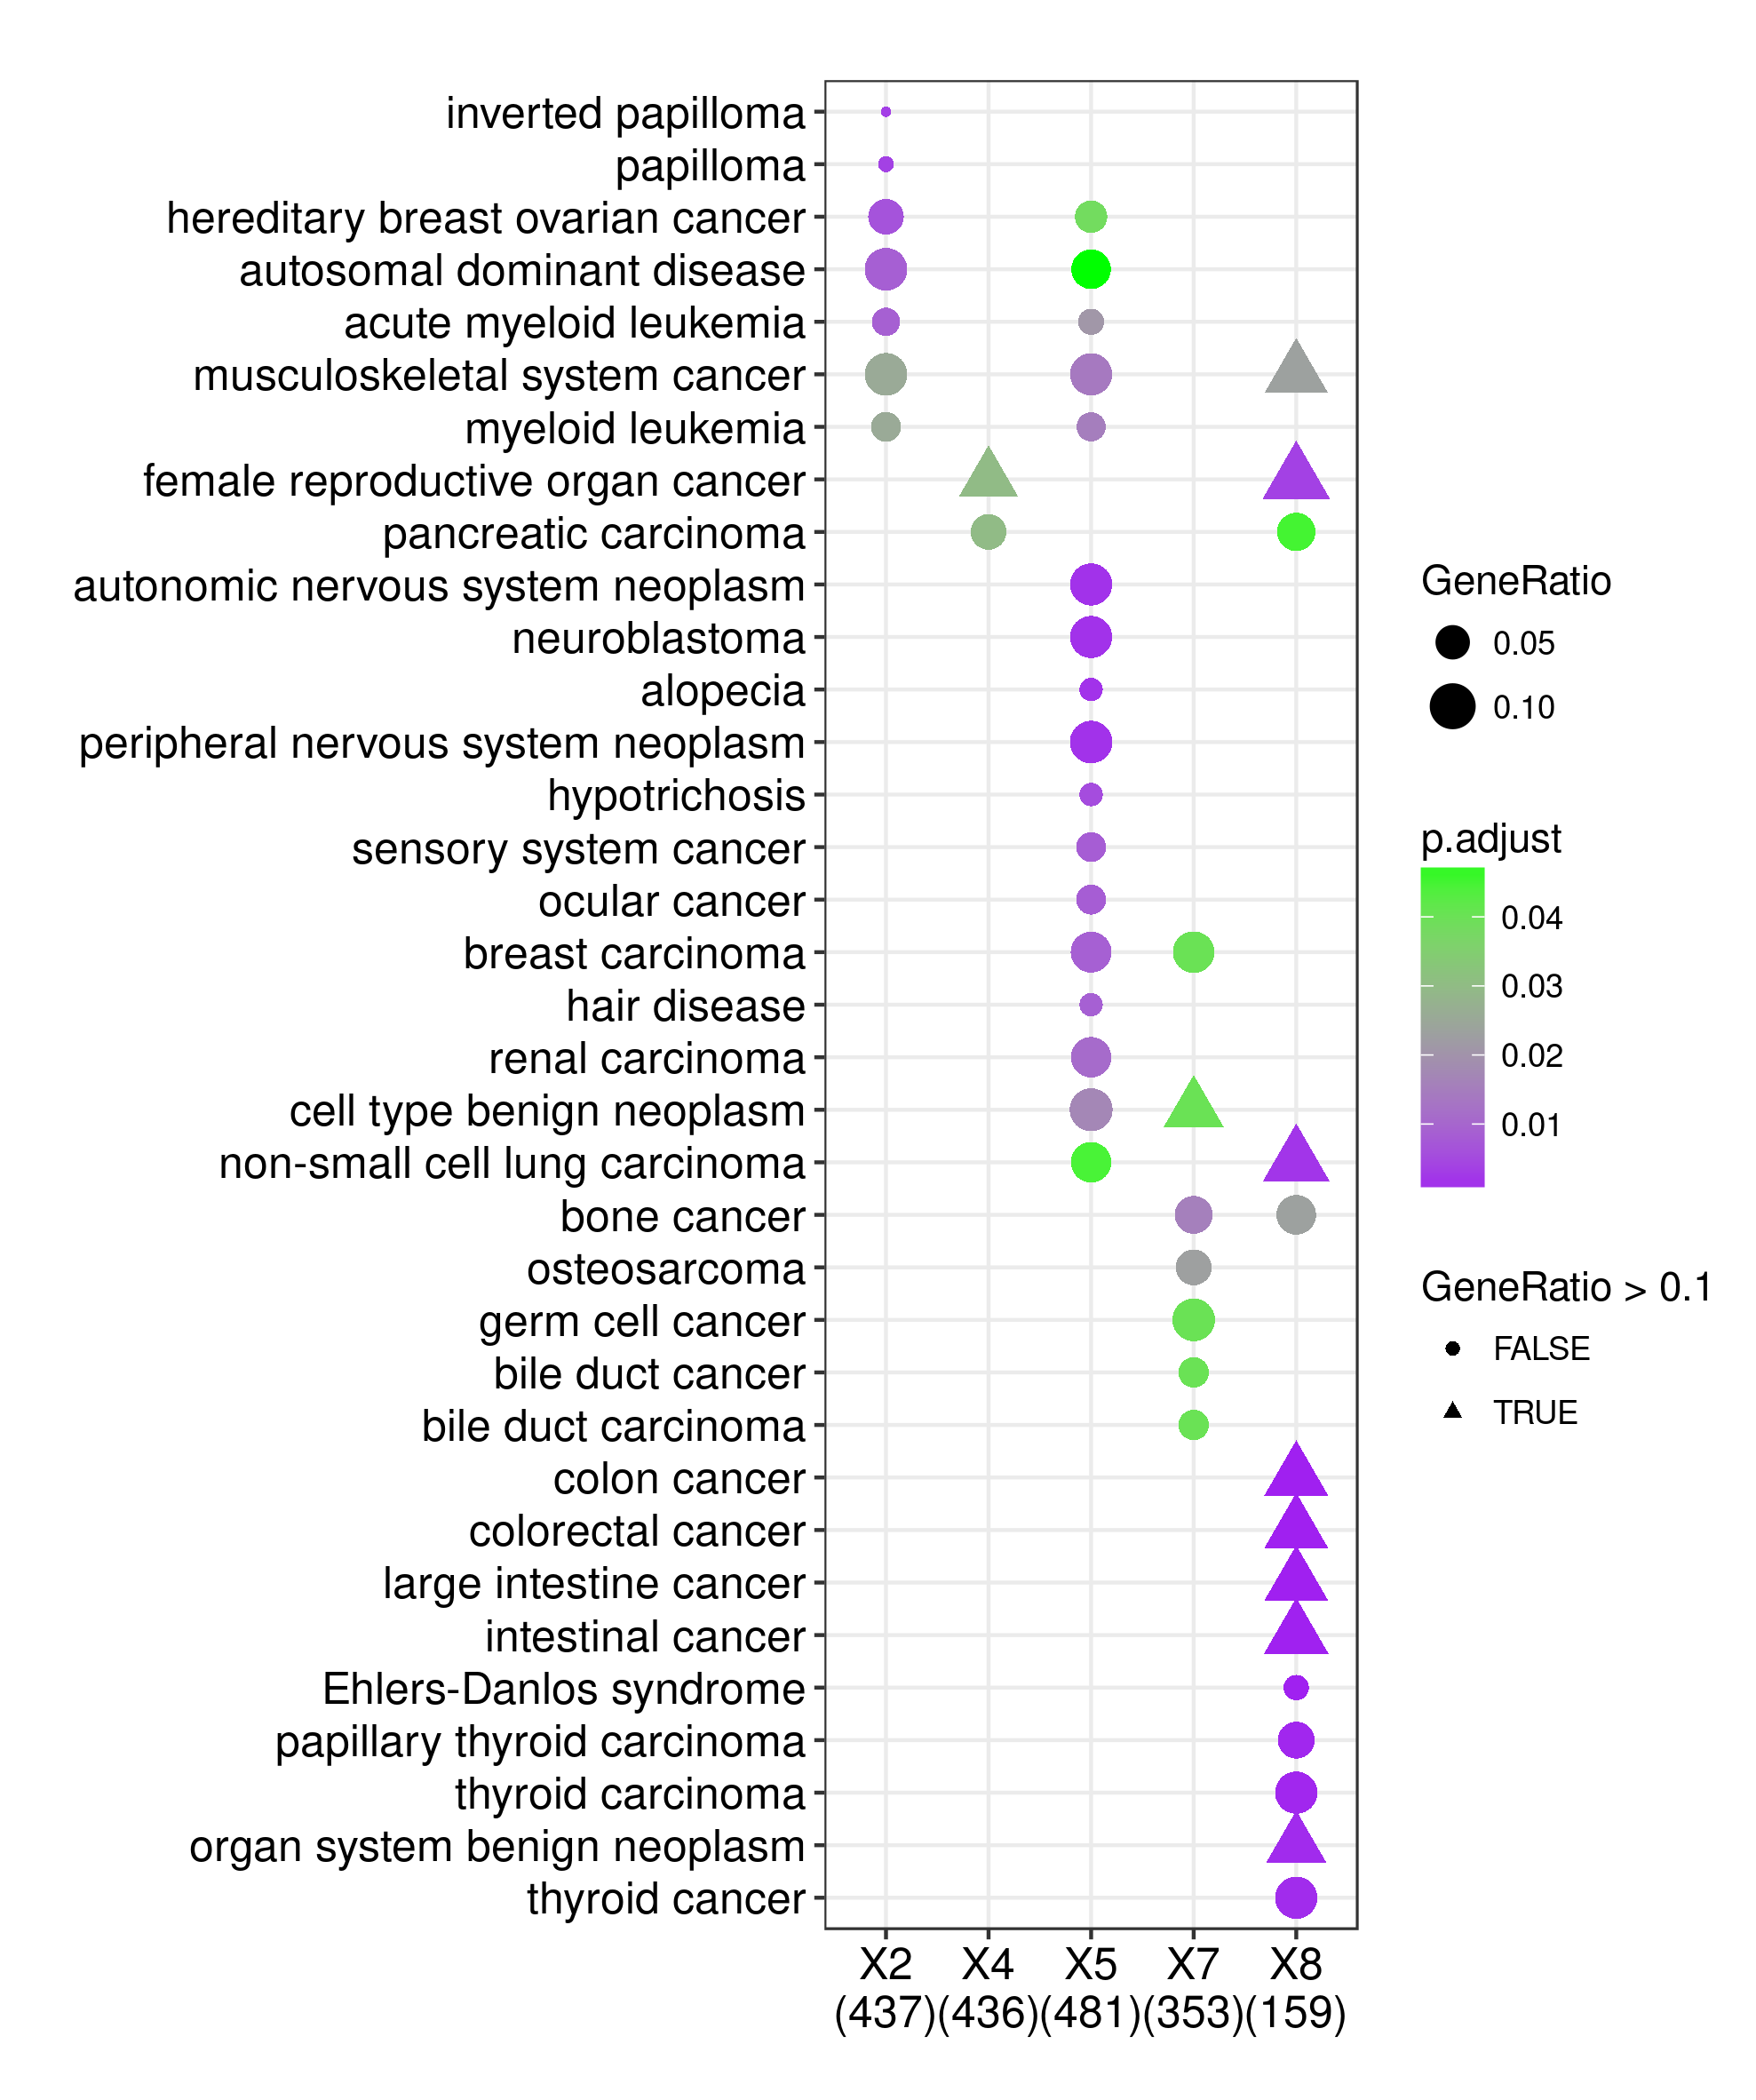 inverted papilloma
papilloma
hereditary breast ovarian cancer
autosomal dominant disease
acute myeloid leukemia
musculoskeletal system cancer
myeloid leukemia
female reproductive organ cancer
pancreatic carcinoma
autonomic nervous system neoplasm
neuroblastoma
alopecia
peripheral nervous system neoplasm
hypotrichosis
sensory system cancer
ocular cancer
breast carcinoma
hair disease
renal carcinoma
cell type benign neoplasm
non-small cell lung carcinoma
bone cancer
osteosarcoma
germ cell cancer
bile duct cancer
bile duct carcinoma
colon cancer
colorectal cancer
large intestine cancer
intestinal cancer
Ehlers-Danlos syndrome
papillary thyroid carcinoma
thyroid carcinoma
organ system benign neoplasm
thyroid cancer
X2 X4 X5 X7 X8
(437) (436) (481) (353) (159)
GeneRatio
0.05
0.10
p.adjust
0.04
0.03
0.02
0.01
GeneRatio > 0.1
FALSE
TRUE